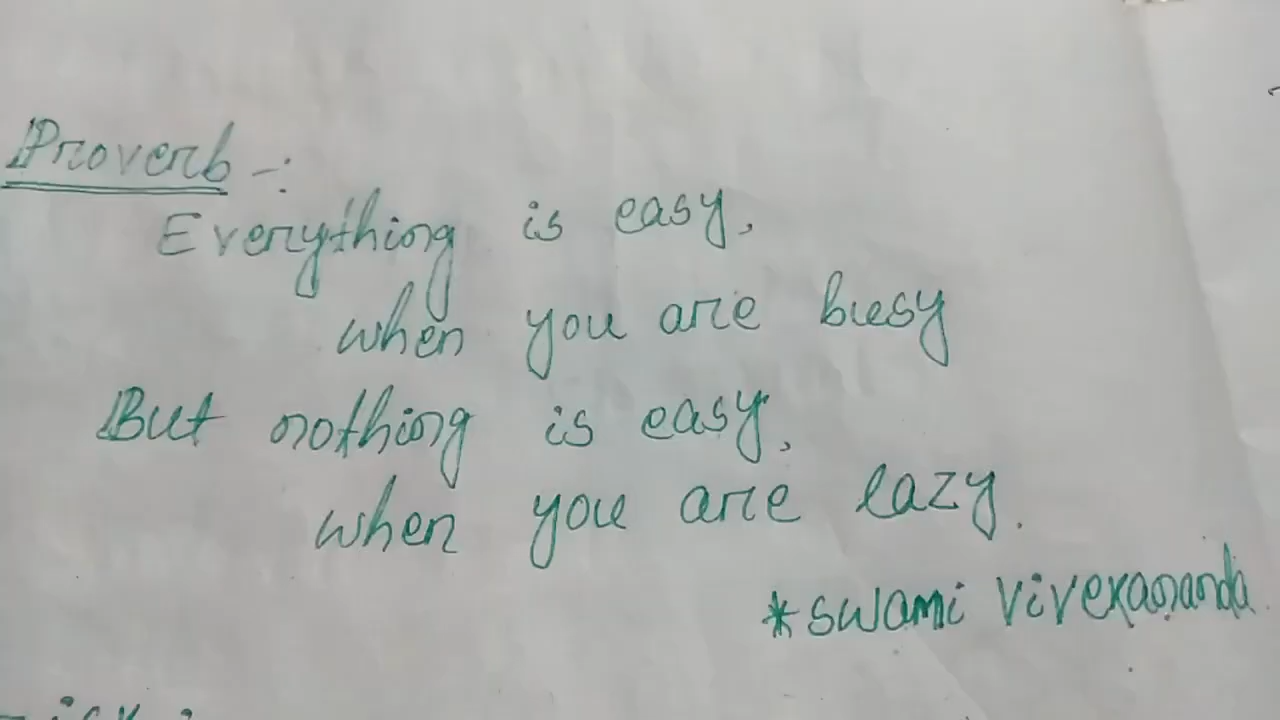 Proverb -:
Everything is easy,
when you are busy
But nothing is easy,
when you are lazy.
*swami vivekananda